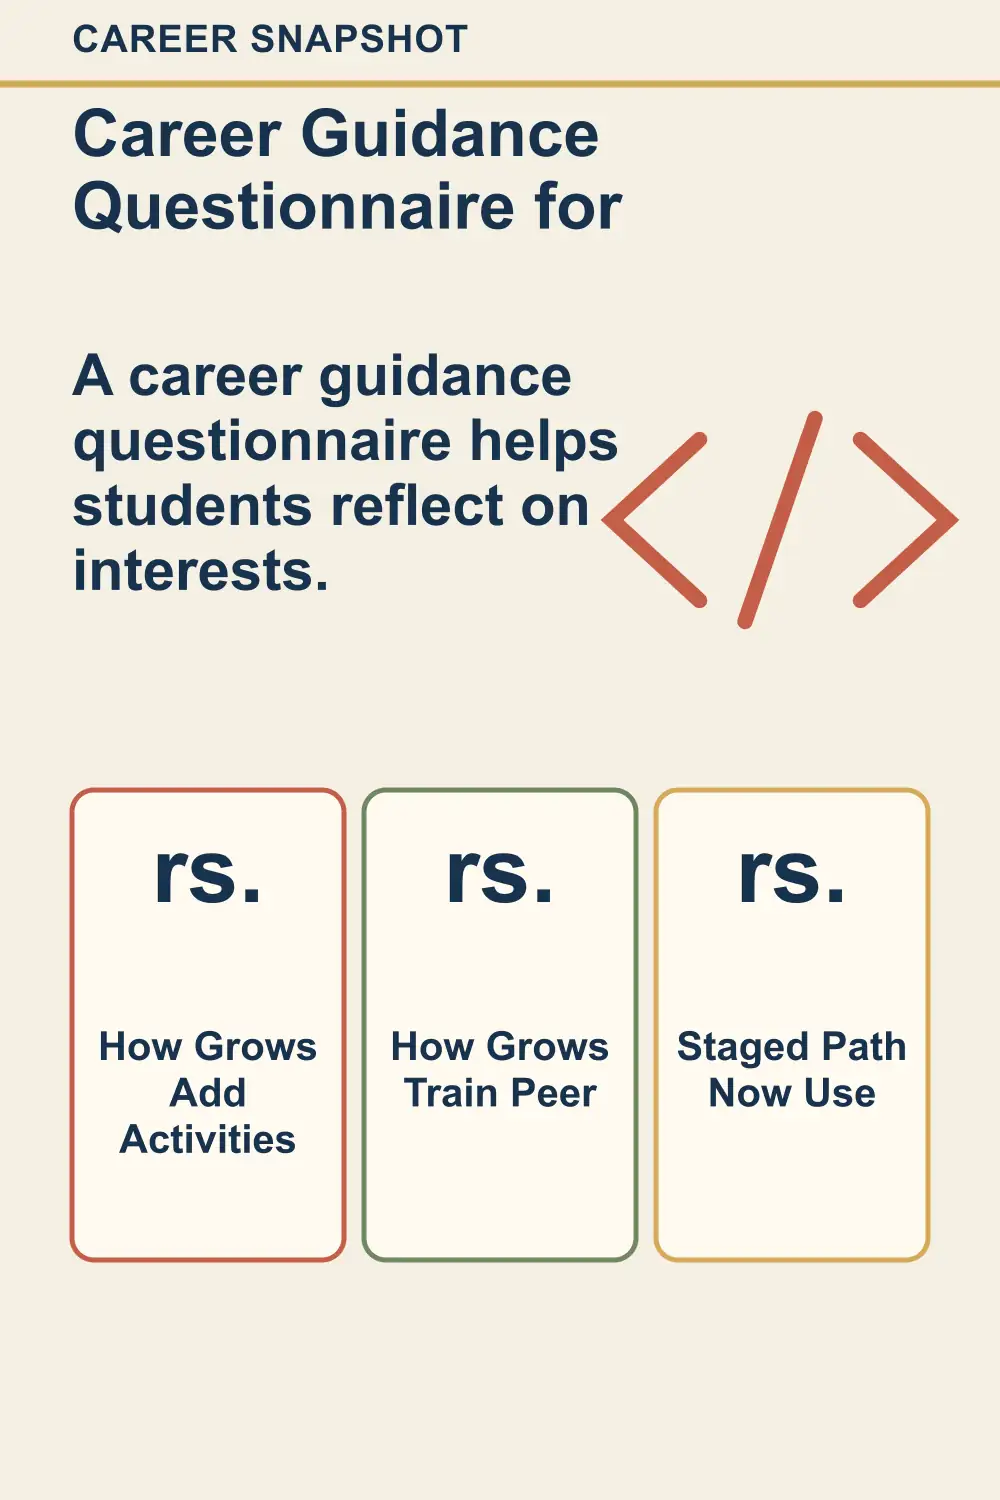 CAREER SNAPSHOT
Career Guidance
Questionnaire for
A career guidance
questionnaire helps
students reflect on
interests.
rs.
How Grows
Add
Activities
rs.
How Grows
Train Peer
rs.
Staged Path
Now Use